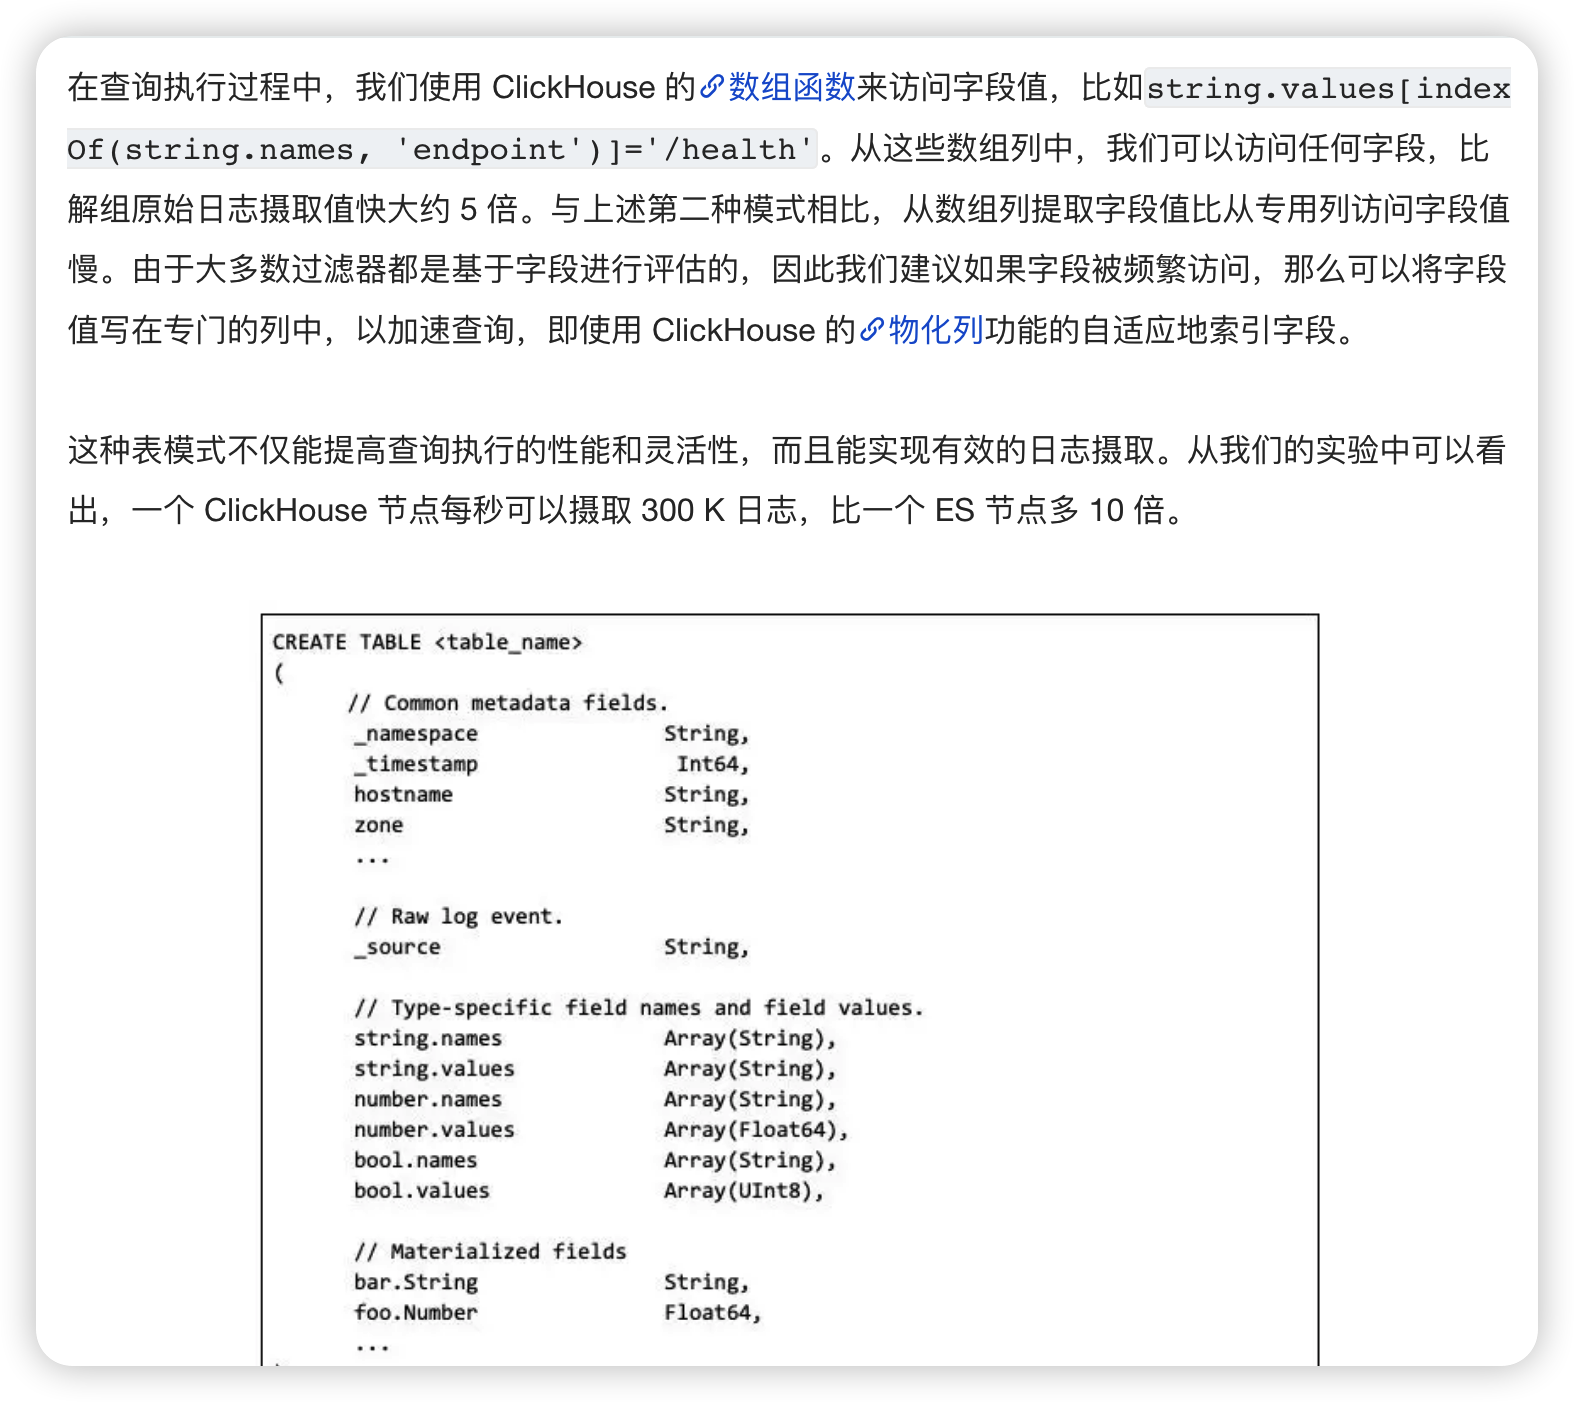 在查询执行过程中，我们使用 ClickHouse 的数组函数来访问字段值，比如string.values[index
Of(string.names, 'endpoint')]='/health'。从这些数组列中，我们可以访问任何字段，比
解组原始日志摄取值快大约 5 倍。与上述第二种模式相比，从数组列提取字段值比从专用列访问字段值
慢。由于大多数过滤器都是基于字段进行评估的，因此我们建议如果字段被频繁访问，那么可以将字段
值写在专门的列中，以加速查询，即使用 ClickHouse 的物化列功能的自适应地索引字段。
这种表模式不仅能提高查询执行的性能和灵活性，而且能实现有效的日志摄取。从我们的实验中可以看
出，一个 ClickHouse 节点每秒可以摄取 300 K 日志，比一个 ES 节点多 10 倍。
CREATE TABLE <table_name>
(
// Common metadata fields.
_namespace String,
_timestamp Int64,
hostname String,
zone String,
...
// Raw log event.
_source String,
// Type-specific field names and field values.
string.names Array(String),
string.values Array(String),
number.names Array(String),
number.values Array(Float64),
bool.names Array(String),
bool.values Array(UInt8),
// Materialized fields
bar.String String,
foo.Number Float64,
...